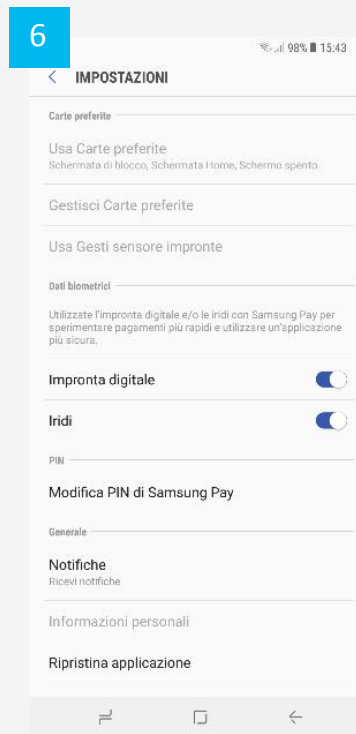 6
98% 15:43
IMPOSTAZIONI
Carte preferite
Usa Carte preferite
Schermata di blocco, Schermata Home, Schermo spento
Gestisci Carte preferite
Usa Gesti sensore impronte
Dati biometrici
Utilizzate l'impronta digitale e/o le iridi con Samsung Pay per
sperimentare pagamenti più rapidi e utilizzare un'applicazione
più sicura.
Impronta digitale
Iridi
PIN
Modifica PIN di Samsung Pay
Generale
Notifiche
Ricevi notifiche
Informazioni personali
Ripristina applicazione